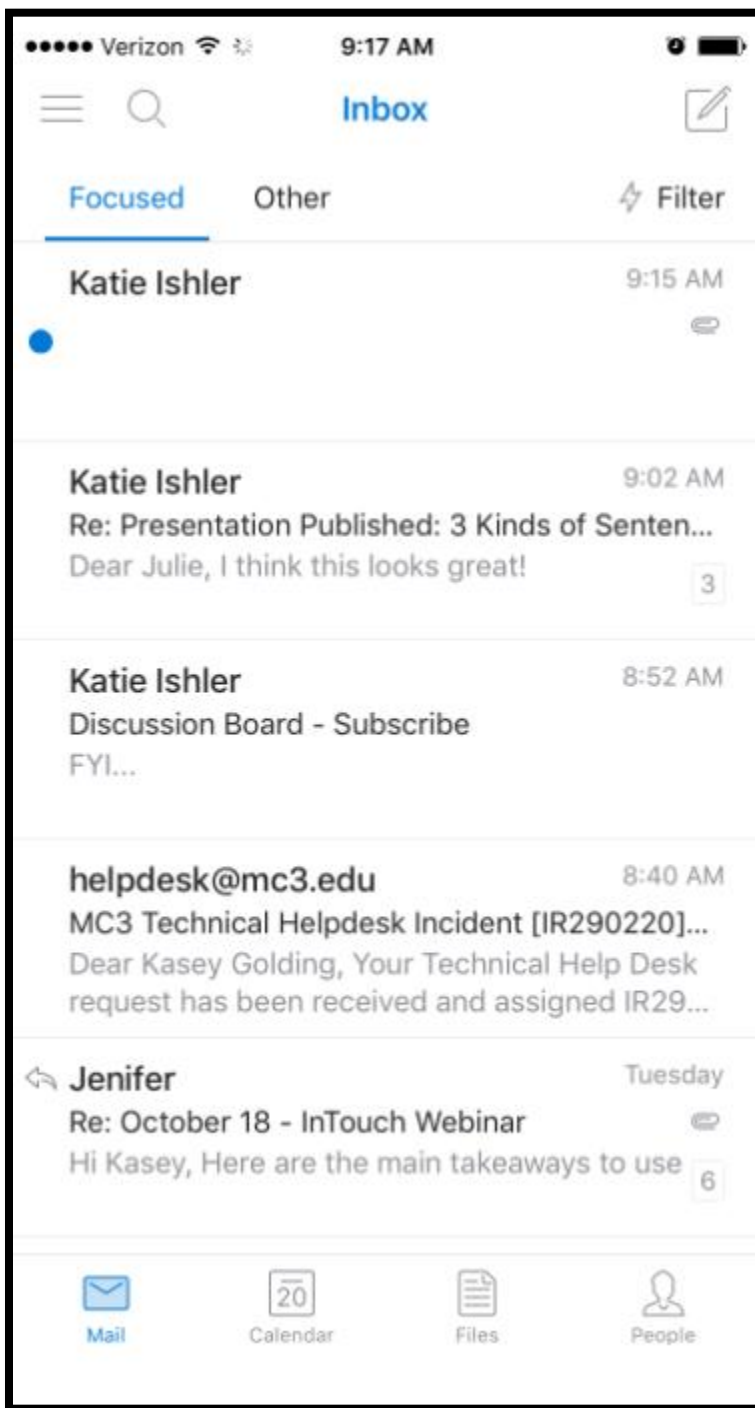 Verizon 9:17 AM
Inbox
Focused Other Filter
Katie Ishler 9:15 AM
Katie Ishler 9:02 AM
Re: Presentation Published: 3 Kinds of Senten...
Dear Julie, I think this looks great!
3
Katie Ishler 8:52 AM
Discussion Board - Subscribe
FYI...
helpdesk@mc3.edu 8:40 AM
MC3 Technical Helpdesk Incident [IR290220]...
Dear Kasey Golding, Your Technical Help Desk
request has been received and assigned IR29...
Jenifer Tuesday
Re: October 18 - InTouch Webinar
Hi Kasey, Here are the main takeaways to use
6
20
Mail Calendar Files People